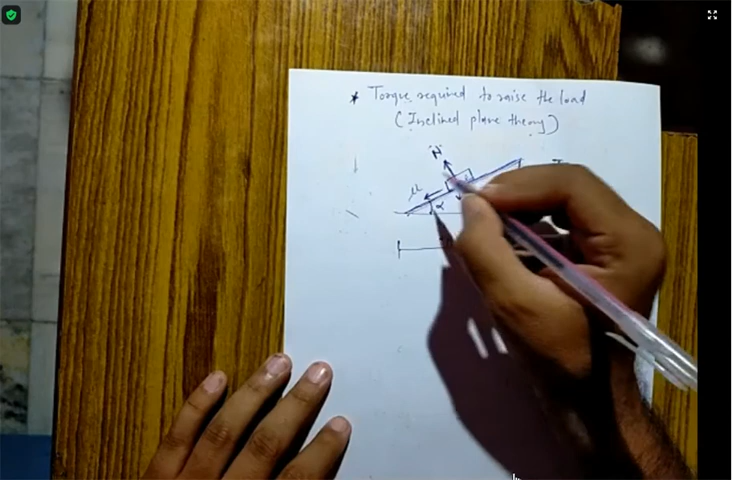 * Torque required to raise the load
(Inclined plane theory)
N
μ
α